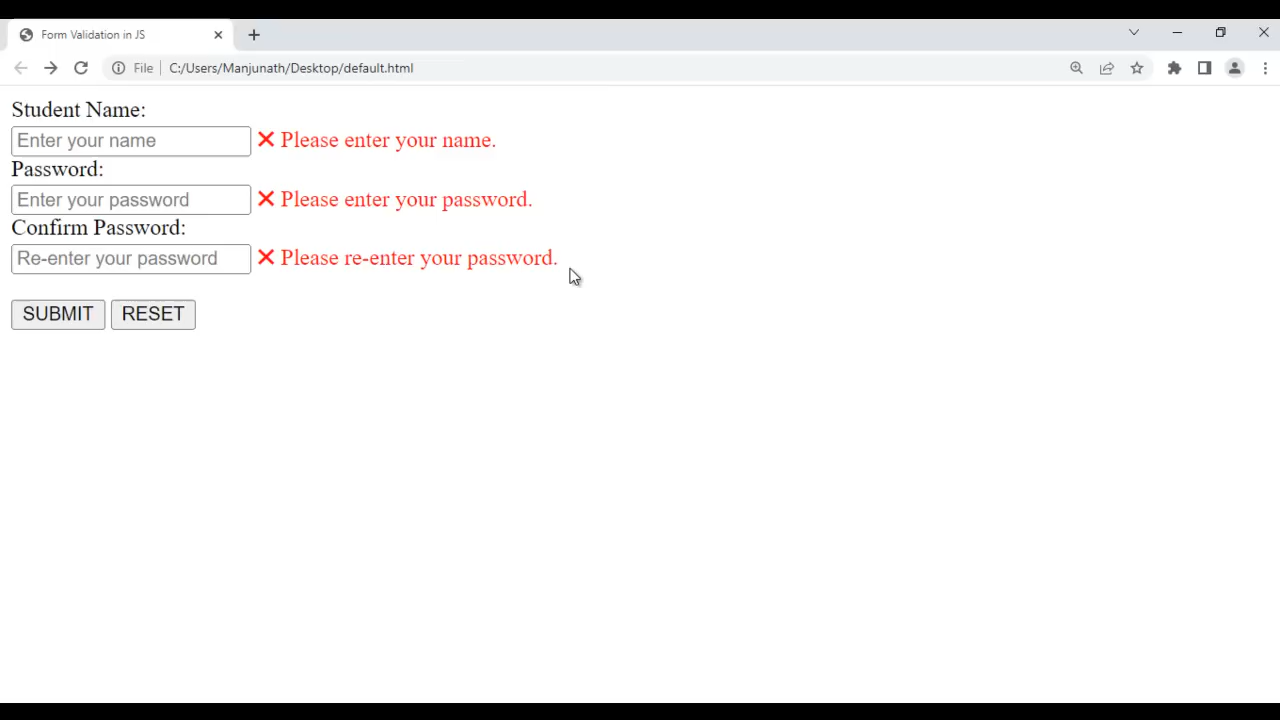 Form Validation in JS
File C:/Users/Manjunath/Desktop/default.html
Student Name:
Enter your name ❌ Please enter your name.
Password:
Enter your password ❌ Please enter your password.
Confirm Password:
Re-enter your password ❌ Please re-enter your password.
SUBMIT RESET